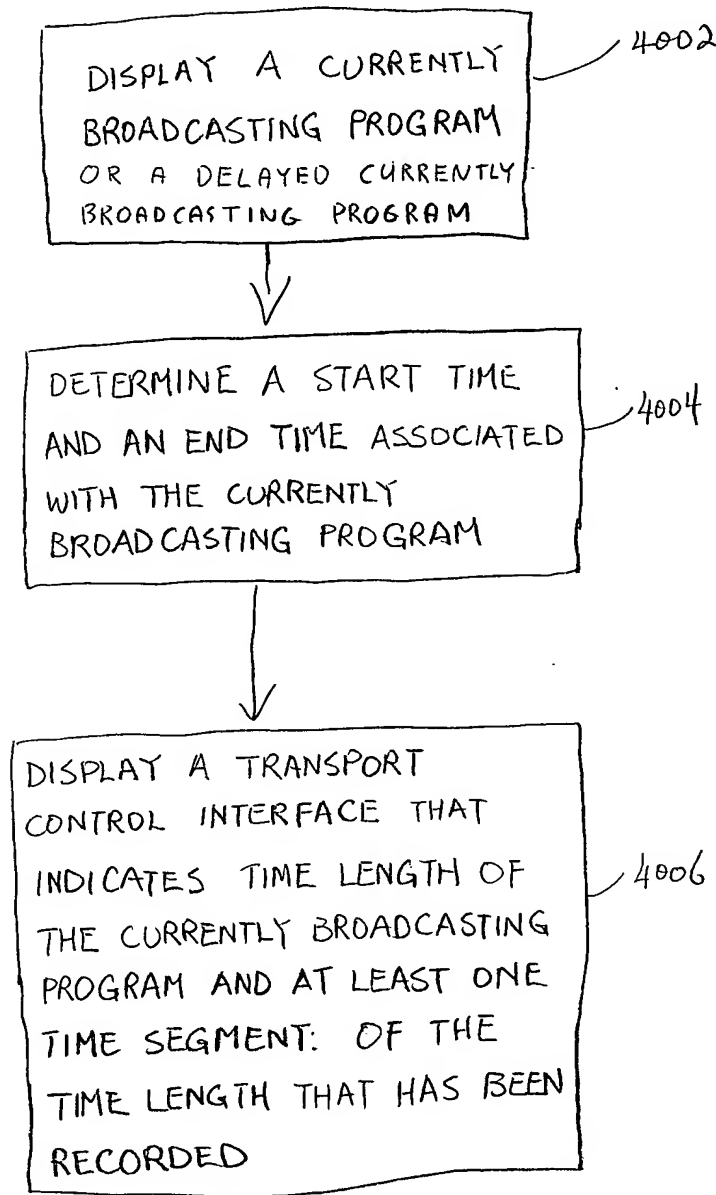 DISPLAY A CURRENTLY
BROADCASTING PROGRAM
OR A DELAYED CURRENTLY
BROADCASTING PROGRAM
4002
DETERMINE A START TIME
AND AN END TIME ASSOCIATED
WITH THE CURRENTLY
BROADCASTING PROGRAM
4004
DISPLAY A TRANSPORT
CONTROL INTERFACE THAT
INDICATES TIME LENGTH OF
THE CURRENTLY BROADCASTING
PROGRAM AND AT LEAST ONE
TIME SEGMENT: OF THE
TIME LENGTH THAT HAS BEEN
RECORDED
4006